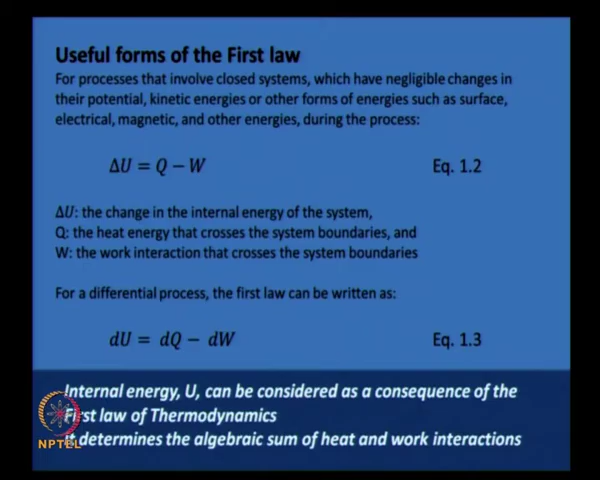 Useful forms of the First law
For processes that involve closed systems, which have negligible changes in
their potential, kinetic energies or other forms of energies such as surface,
electrical, magnetic, and other energies, during the process:
ΔU = Q − W Eq. 1.2
ΔU: the change in the internal energy of the system,
Q: the heat energy that crosses the system boundaries, and
W: the work interaction that crosses the system boundaries
For a differential process, the first law can be written as:
dU = dQ − dW Eq. 1.3
Internal energy, U, can be considered as a consequence of the
First law of Thermodynamics
It determines the algebraic sum of heat and work interactions
NPTEL